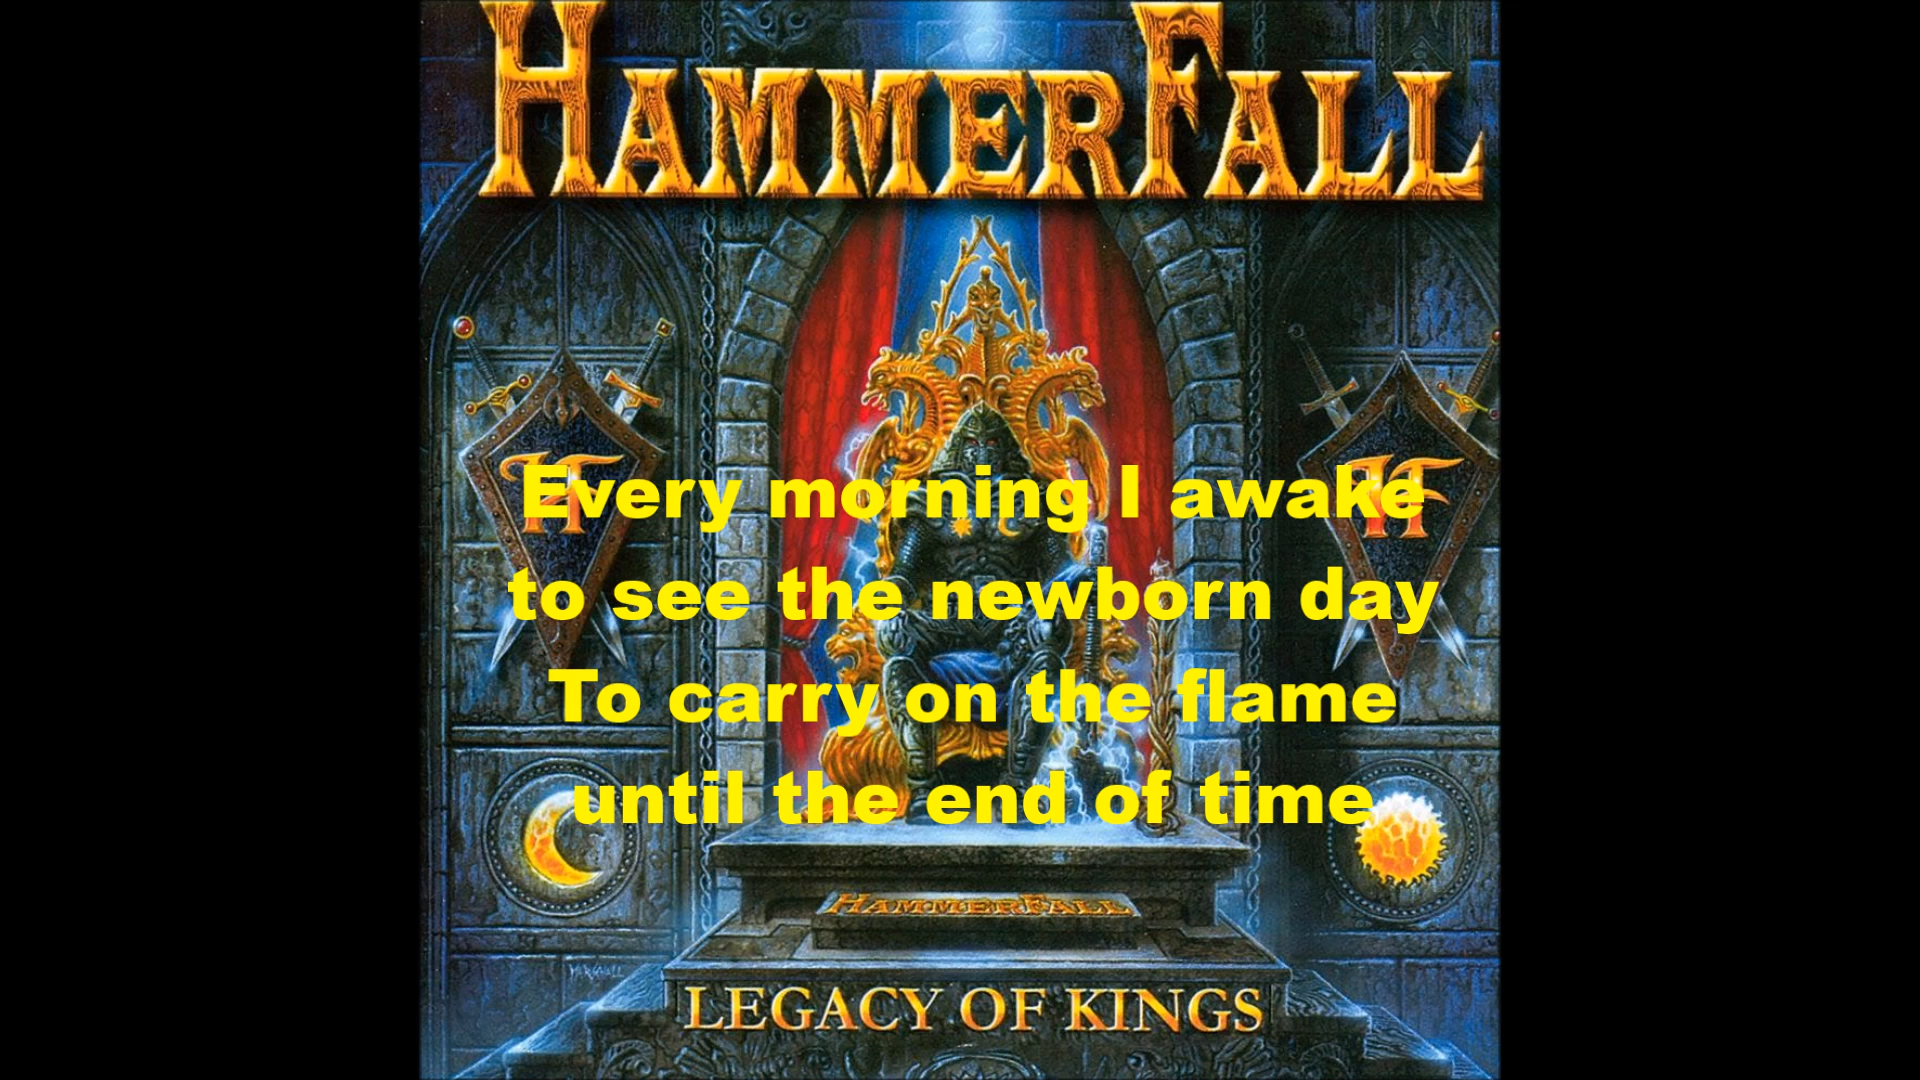 HAMMERFALL
Every morning I awake
to see the newborn day
To carry on the flame
until the end of time
HAMMERFALL
MARSCHALL
LEGACY OF KINGS